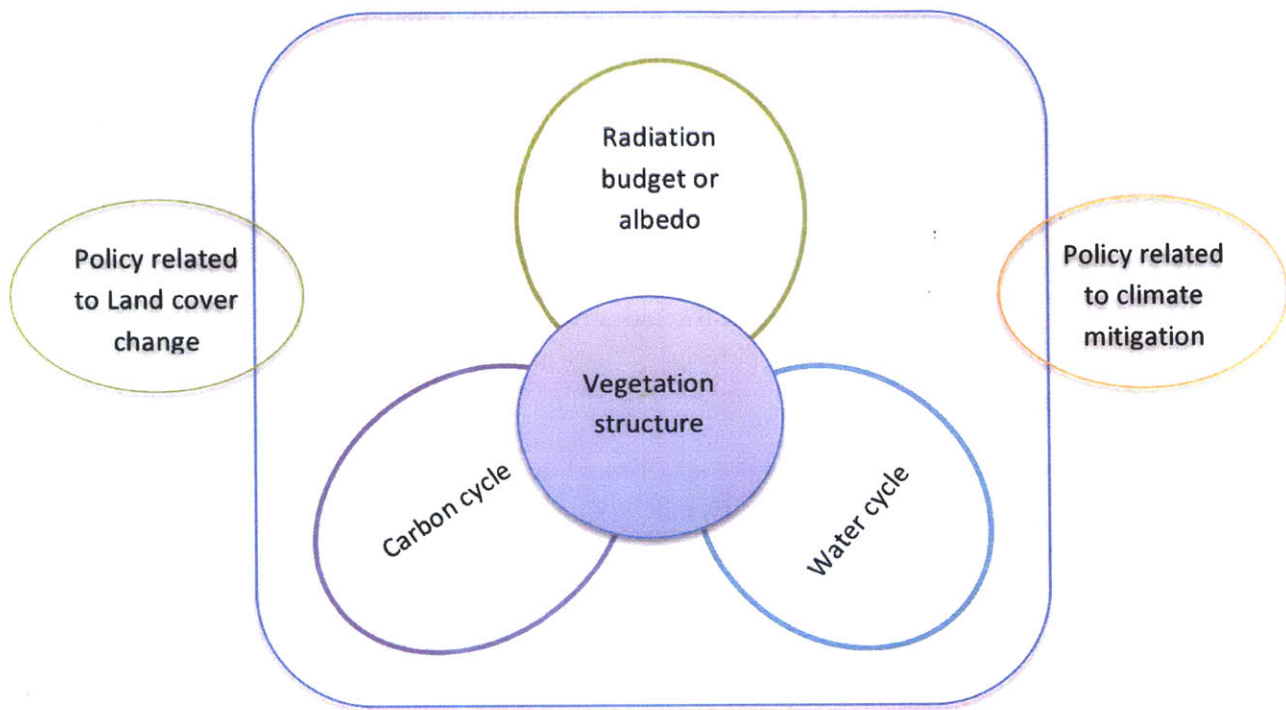 Radiation
budget or
albedo
Policy related
to Land cover
change
Policy related
to climate
mitigation
Vegetation
structure
Carbon cycle
Water cycle